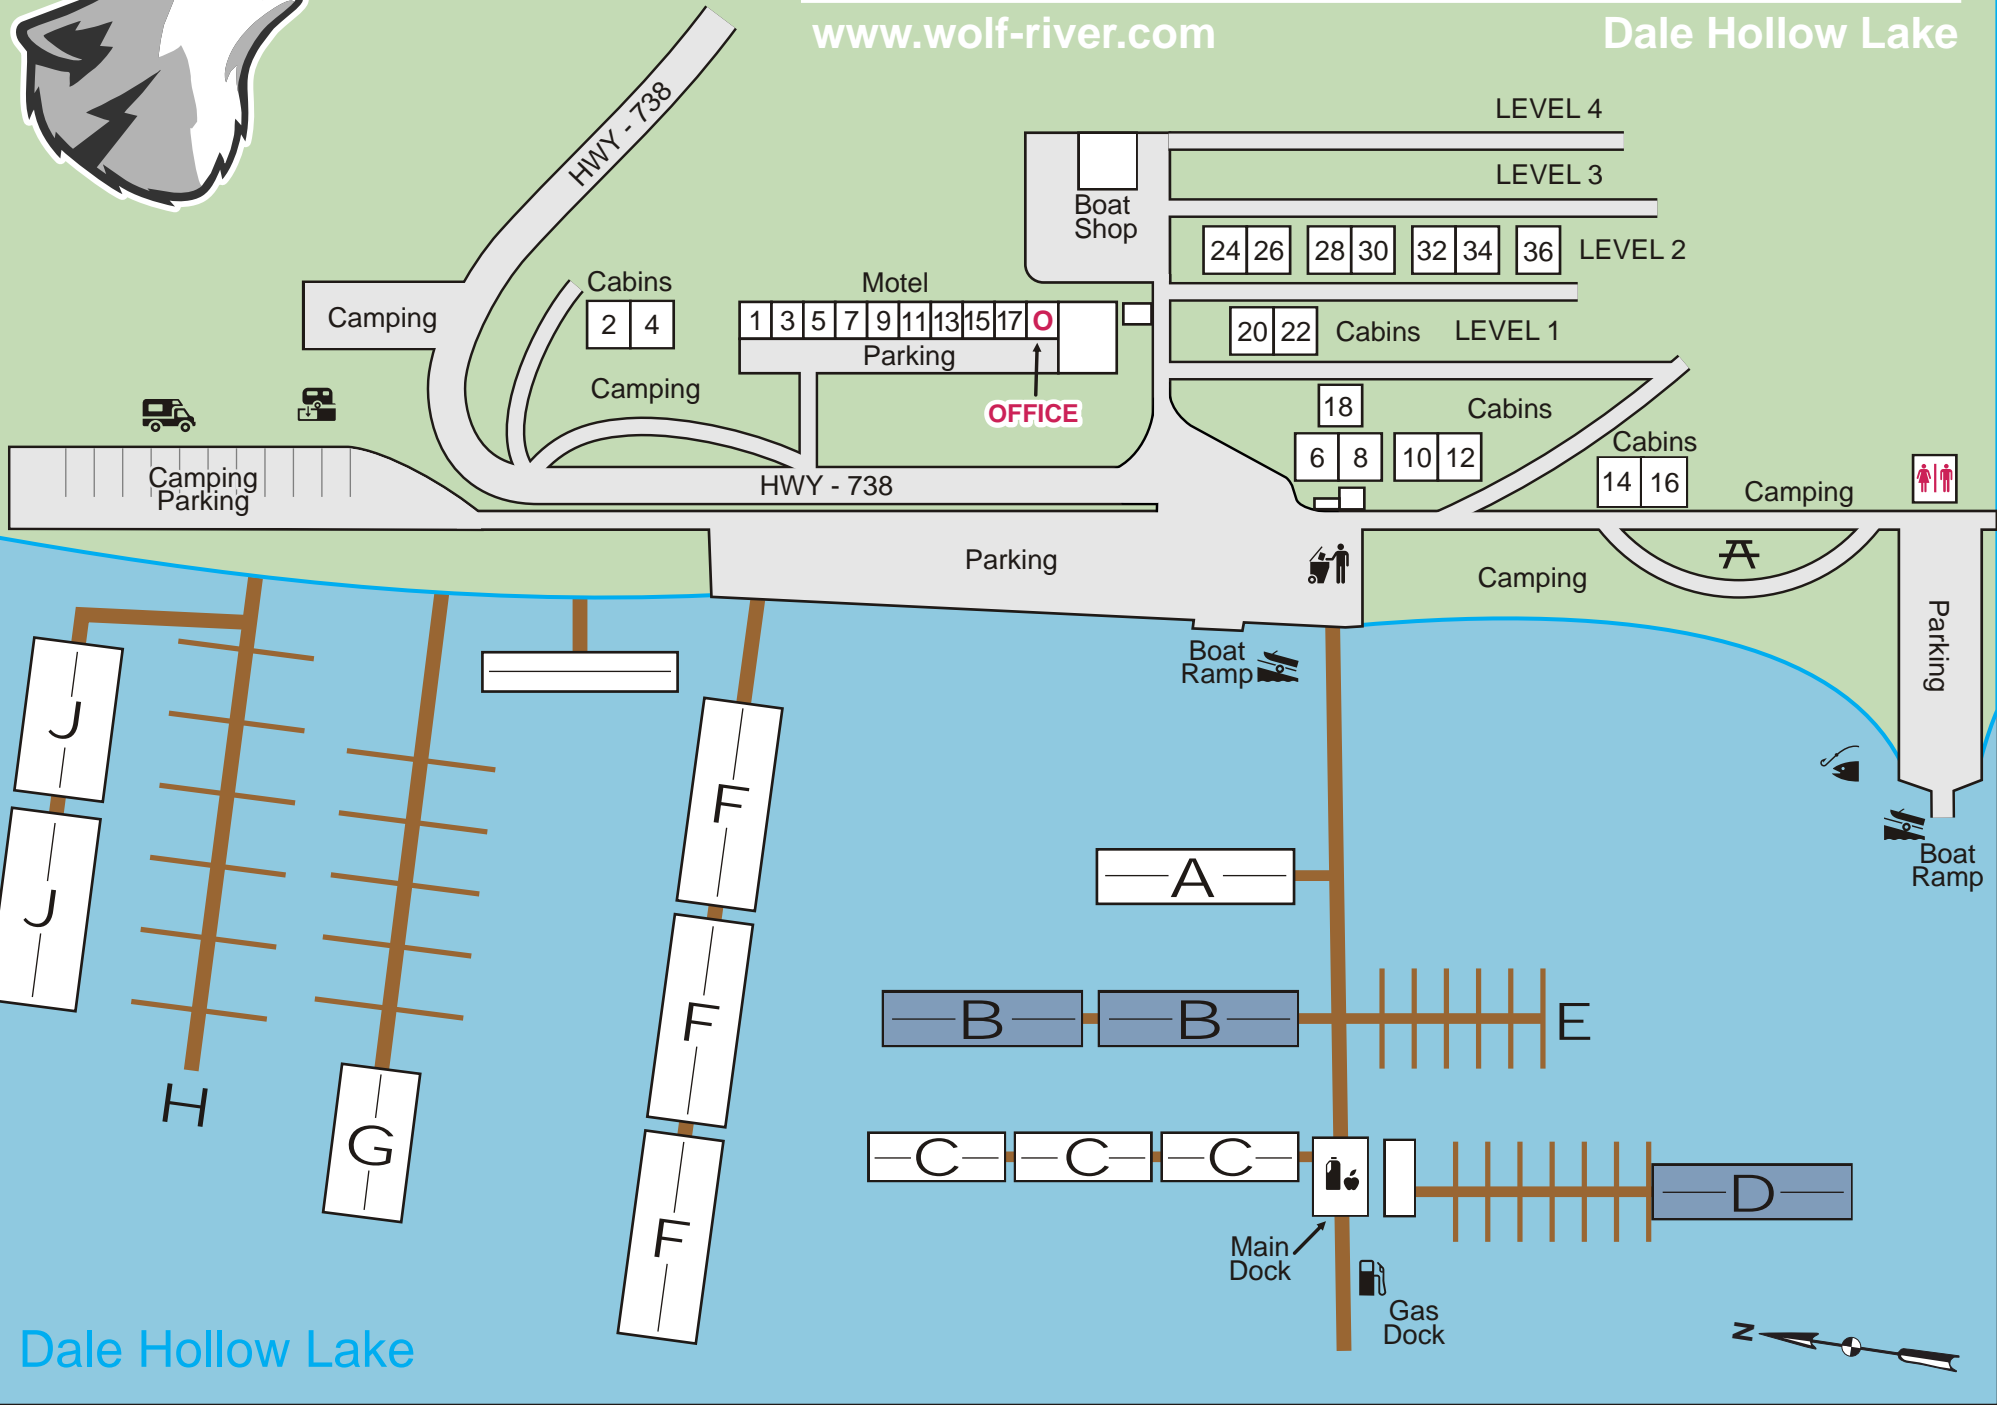 www.wolf-river.com
Dale Hollow Lake
HWY - 738
LEVEL 4
LEVEL 3
Boat
Shop
24 26 28 30 32 34 36 LEVEL 2
Cabins
2 4
Motel
1 3 5 7 9 11 13 15 17 O
Parking
OFFICE
Camping
20 22 Cabins LEVEL 1
Camping
18 Cabins
6 8 10 12
Cabins
14 16
Camping
Camping
Parking
HWY - 738
Parking
Camping
Parking
Boat
Ramp
Boat
Ramp
J
J
H
G
F
F
F
A
B B E
C C C
D
Main
Dock
Gas
Dock
Dale Hollow Lake
N